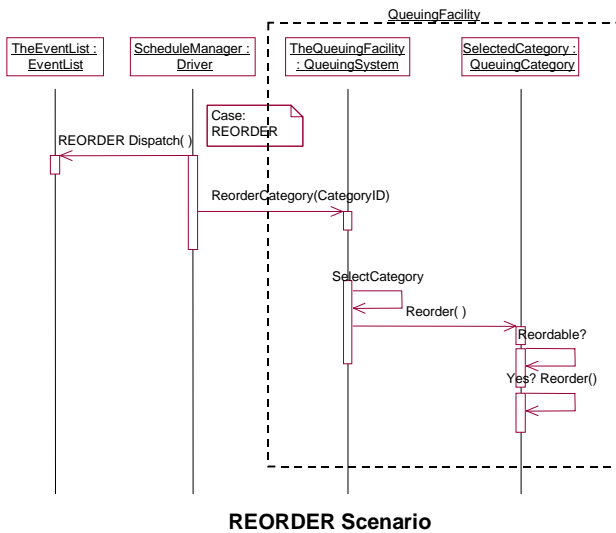 QueuingFacility
TheEventList :
EventList
ScheduleManager :
Driver
TheQueuingFacility
: QueuingSystem
SelectedCategory :
QueuingCategory
Case:
REORDER
REORDER Dispatch( )
ReorderCategory(CategoryID)
SelectCategory
Reorder( )
Reordable?
Yes? Reorder()
REORDER Scenario